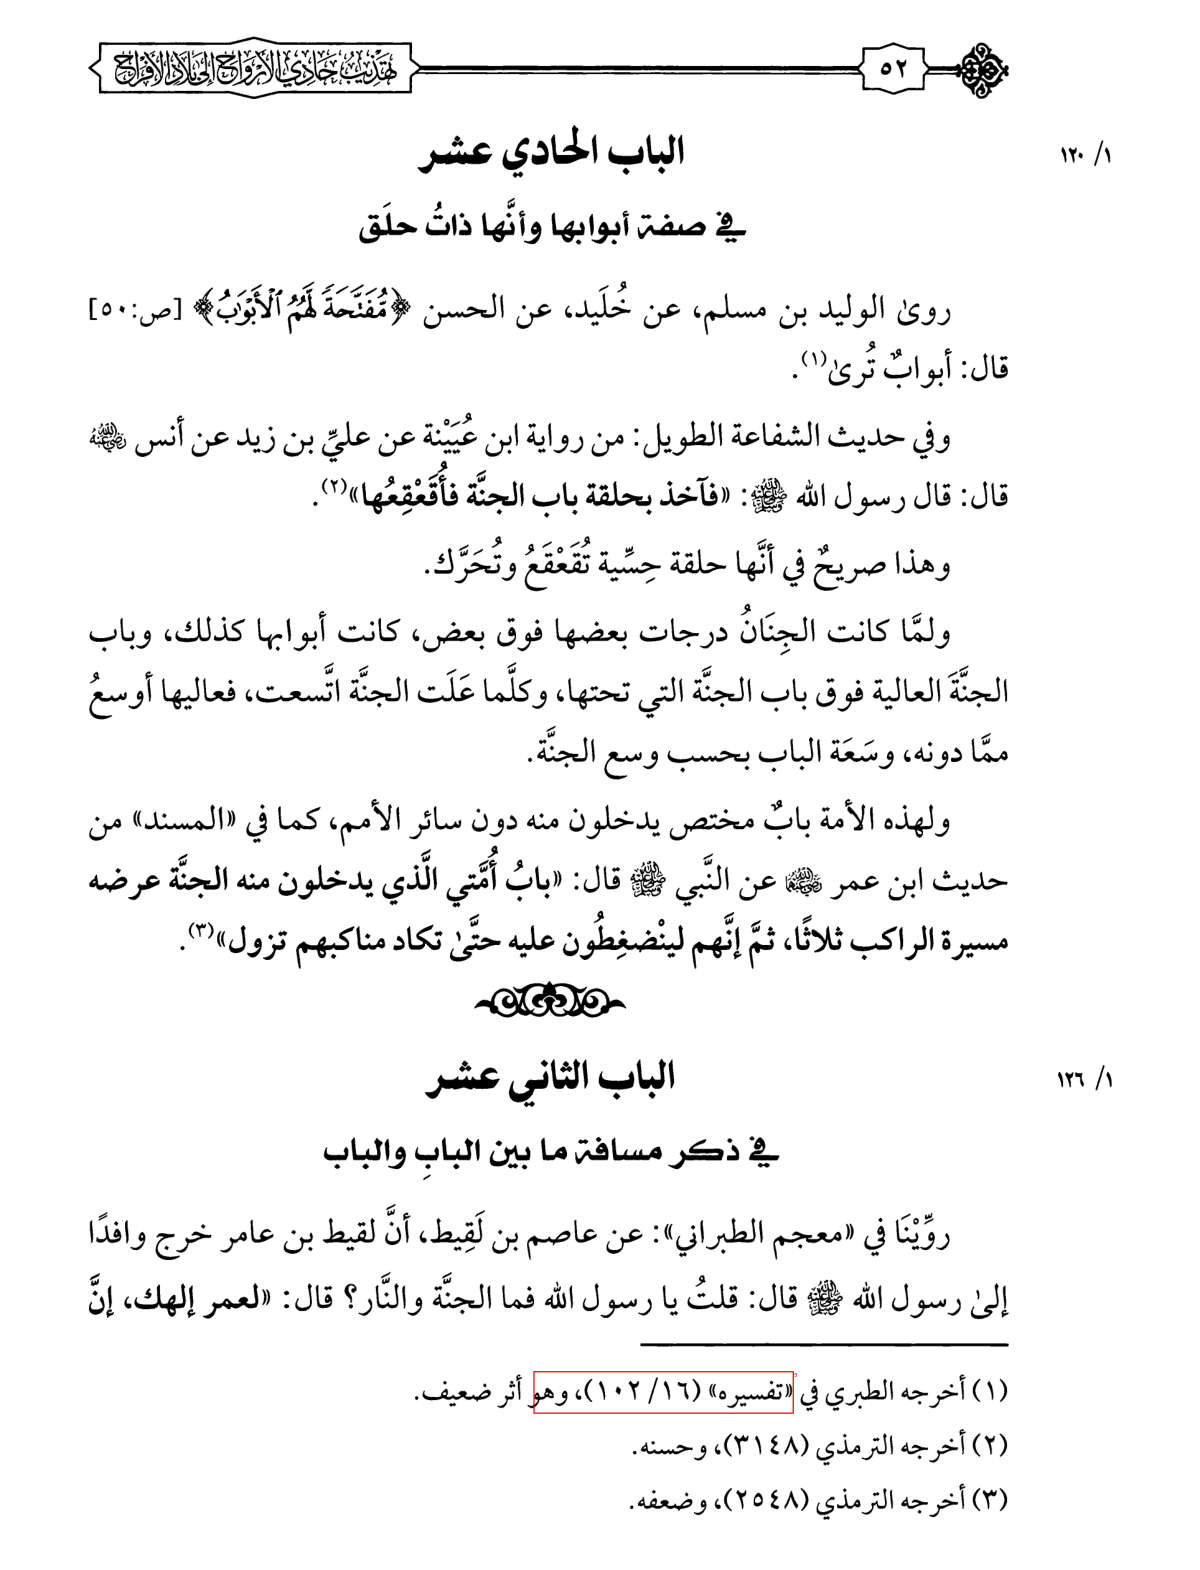 تهذيب حادي الأرواح إلى بلاد الأفراح
٥٢
١/ ١٢٠
الباب الحادي عشر
في صفة أبوابها وأنَّها ذاتُ حلَق
روىٰ الوليد بن مسلم، عن خُلَيد، عن الحسن ﴿مُّفَتَّحَةً لَّهُمُ ٱلْأَبْوَٰبُ﴾ [ص:٥٠]
قال: أبوابٌ تُرىٰ(١).
وفي حديث الشفاعة الطويل: من رواية ابن عُيَيْنة عن عليِّ بن زيد عن أنس رضي الله عنه
قال: قال رسول الله ﷺ: «فآخذ بحلقة باب الجنَّة فأُقَعْقِعُها»(٢).
وهذا صريحٌ في أنَّها حلقة حِسِّية تُقَعْقَعُ وتُحَرَّك.
ولمَّا كانت الجِنَانُ درجات بعضها فوق بعض، كانت أبوابها كذلك، وباب
الجنَّةَ العالية فوق باب الجنَّة التي تحتها، وكلَّما عَلَت الجنَّة اتَّسعت، فعاليها أوسعُ
ممَّا دونه، وسَعَة الباب بحسب وسع الجنَّة.
ولهذه الأمة بابٌ مختص يدخلون منه دون سائر الأمم، كما في «المسند» من
حديث ابن عمر رضي الله عنهما عن النَّبي ﷺ قال: «بابُ أُمَّتي الَّذي يدخلون منه الجنَّة عرضه
مسيرة الراكب ثلاثًا، ثمَّ إنَّهم لينْضغِطُون عليه حتَّىٰ تكاد مناكبهم تزول»(٣).
١/ ١٢٦
الباب الثاني عشر
في ذكر مسافة ما بين البابِ والباب
روِّيْنَا في «معجم الطبراني»: عن عاصم بن لَقِيط، أنَّ لقيط بن عامر خرج وافدًا
إلىٰ رسول الله ﷺ قال: قلتُ يا رسول الله فما الجنَّة والنَّار؟ قال: «لعمر إلهك، إنَّ
(١) أخرجه الطبري في «تفسيره» (١٦/ ١٠٢)، وهو أثر ضعيف.
(٢) أخرجه الترمذي (٣١٤٨)، وحسنه.
(٣) أخرجه الترمذي (٢٥٤٨)، وضعفه.